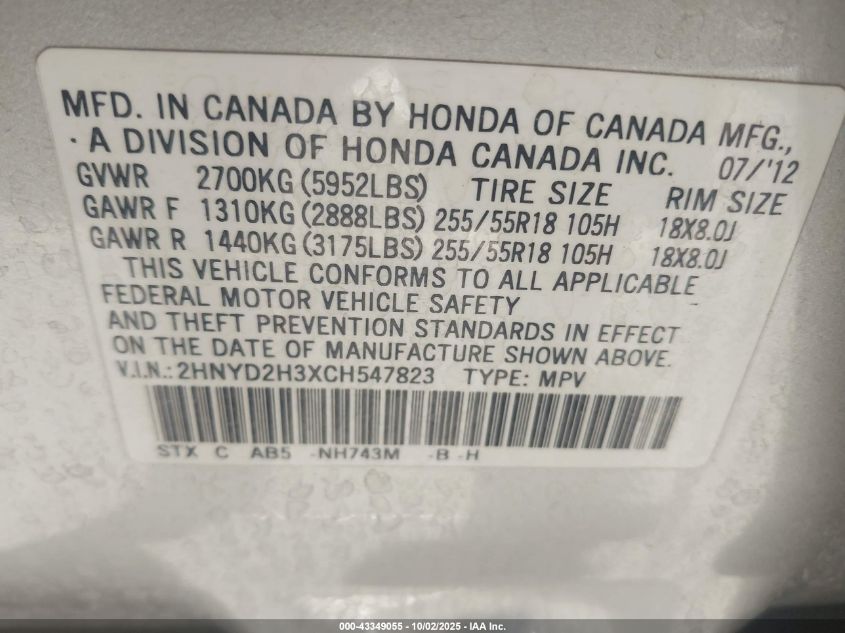 MFD. IN CANADA BY HONDA OF CANADA MFG.,
· A DIVISION OF HONDA CANADA INC. 07/'12
GVWR 2700KG (5952LBS) TIRE SIZE RIM SIZE
GAWR F 1310KG (2888LBS) 255/55R18 105H 18X8.0J
GAWR R 1440KG (3175LBS) 255/55R18 105H 18X8.0J
THIS VEHICLE CONFORMS TO ALL APPLICABLE
FEDERAL MOTOR VEHICLE SAFETY
AND THEFT PREVENTION STANDARDS IN EFFECT
ON THE DATE OF MANUFACTURE SHOWN ABOVE.
V.I.N.: 2HNYD2H3XCH547823 TYPE: MPV
STX C AB5 -NH743M -B -H
000-43349055 - 10/02/2025 - IAA Inc.